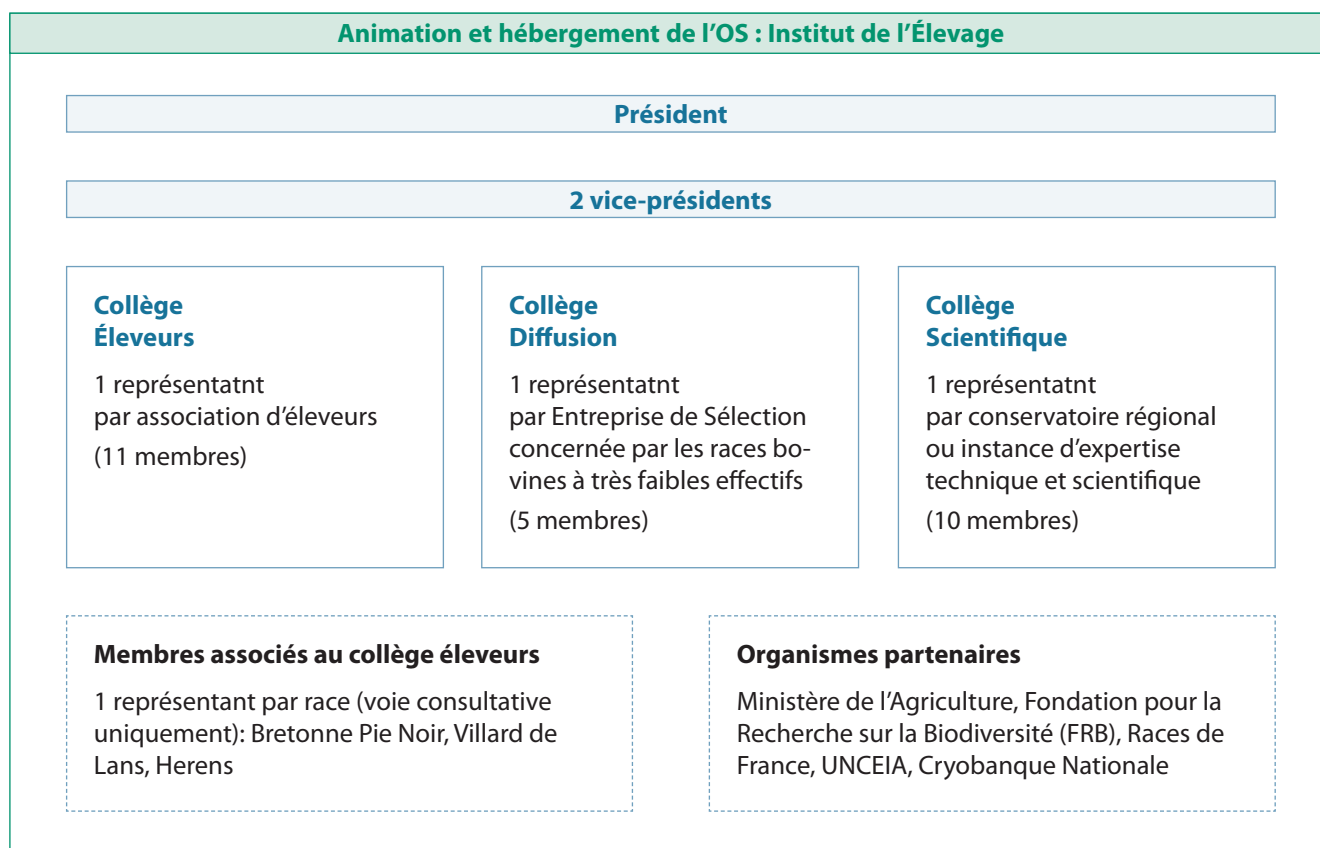 Animation et hébergement de l’OS : Institut de l’Élevage
Président
2 vice-présidents
Collège
Éleveurs
1 représentatnt
par association d’éleveurs
(11 membres)
Collège
Diffusion
1 représentatnt
par Entreprise de Sélection
concernée par les races bo-
vines à très faibles effectifs
(5 membres)
Collège
Scientifique
1 représentatnt
par conservatoire régional
ou instance d’expertise
technique et scientifique
(10 membres)
Membres associés au collège éleveurs
1 représentant par race (voie consultative
uniquement): Bretonne Pie Noir, Villard de
Lans, Herens
Organismes partenaires
Ministère de l’Agriculture, Fondation pour la
Recherche sur la Biodiversité (FRB), Races de
France, UNCEIA, Cryobanque Nationale